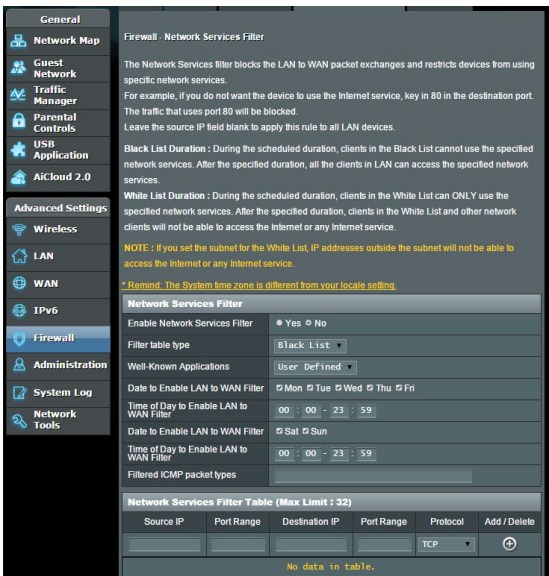 General
Network Map
Guest
Network
Traffic
Manager
Parental
Controls
USB
Application
AiCloud 2.0
Advanced Settings
Wireless
LAN
WAN
IPv6
Firewall
Administration
System Log
Network
Tools
Firewall - Network Services Filter
The Network Services filter blocks the LAN to WAN packet exchanges and restricts devices from using
specific network services.
For example, if you do not want the device to use the Internet service, key in 80 in the destination port.
The traffic that uses port 80 will be blocked.
Leave the source IP field blank to apply this rule to all LAN devices.
Black List Duration : During the scheduled duration, clients in the Black List cannot use the specified
network services. After the specified duration, all the clients in LAN can access the specified network
services.
White List Duration : During the scheduled duration, clients in the White List can ONLY use the
specified network services. After the specified duration, clients in the White List and other network
clients will not be able to access the Internet or any Internet service.
NOTE : If you set the subnet for the White List, IP addresses outside the subnet will not be able to
access the Internet or any Internet service.
* Remind: The System time zone is different from your locale setting.
Network Services Filter
Enable Network Services Filter Yes No
Filter table type Black List
Well-Known Applications User Defined
Date to Enable LAN to WAN Filter Mon Tue Wed Thu Fri
Time of Day to Enable LAN to
WAN Filter 00 : 00 - 23 : 59
Date to Enable LAN to WAN Filter Sat Sun
Time of Day to Enable LAN to
WAN Filter 00 : 00 - 23 : 59
Filtered ICMP packet types
Network Services Filter Table (Max Limit : 32)
Source IP Port Range Destination IP Port Range Protocol Add / Delete
TCP
No data in table.